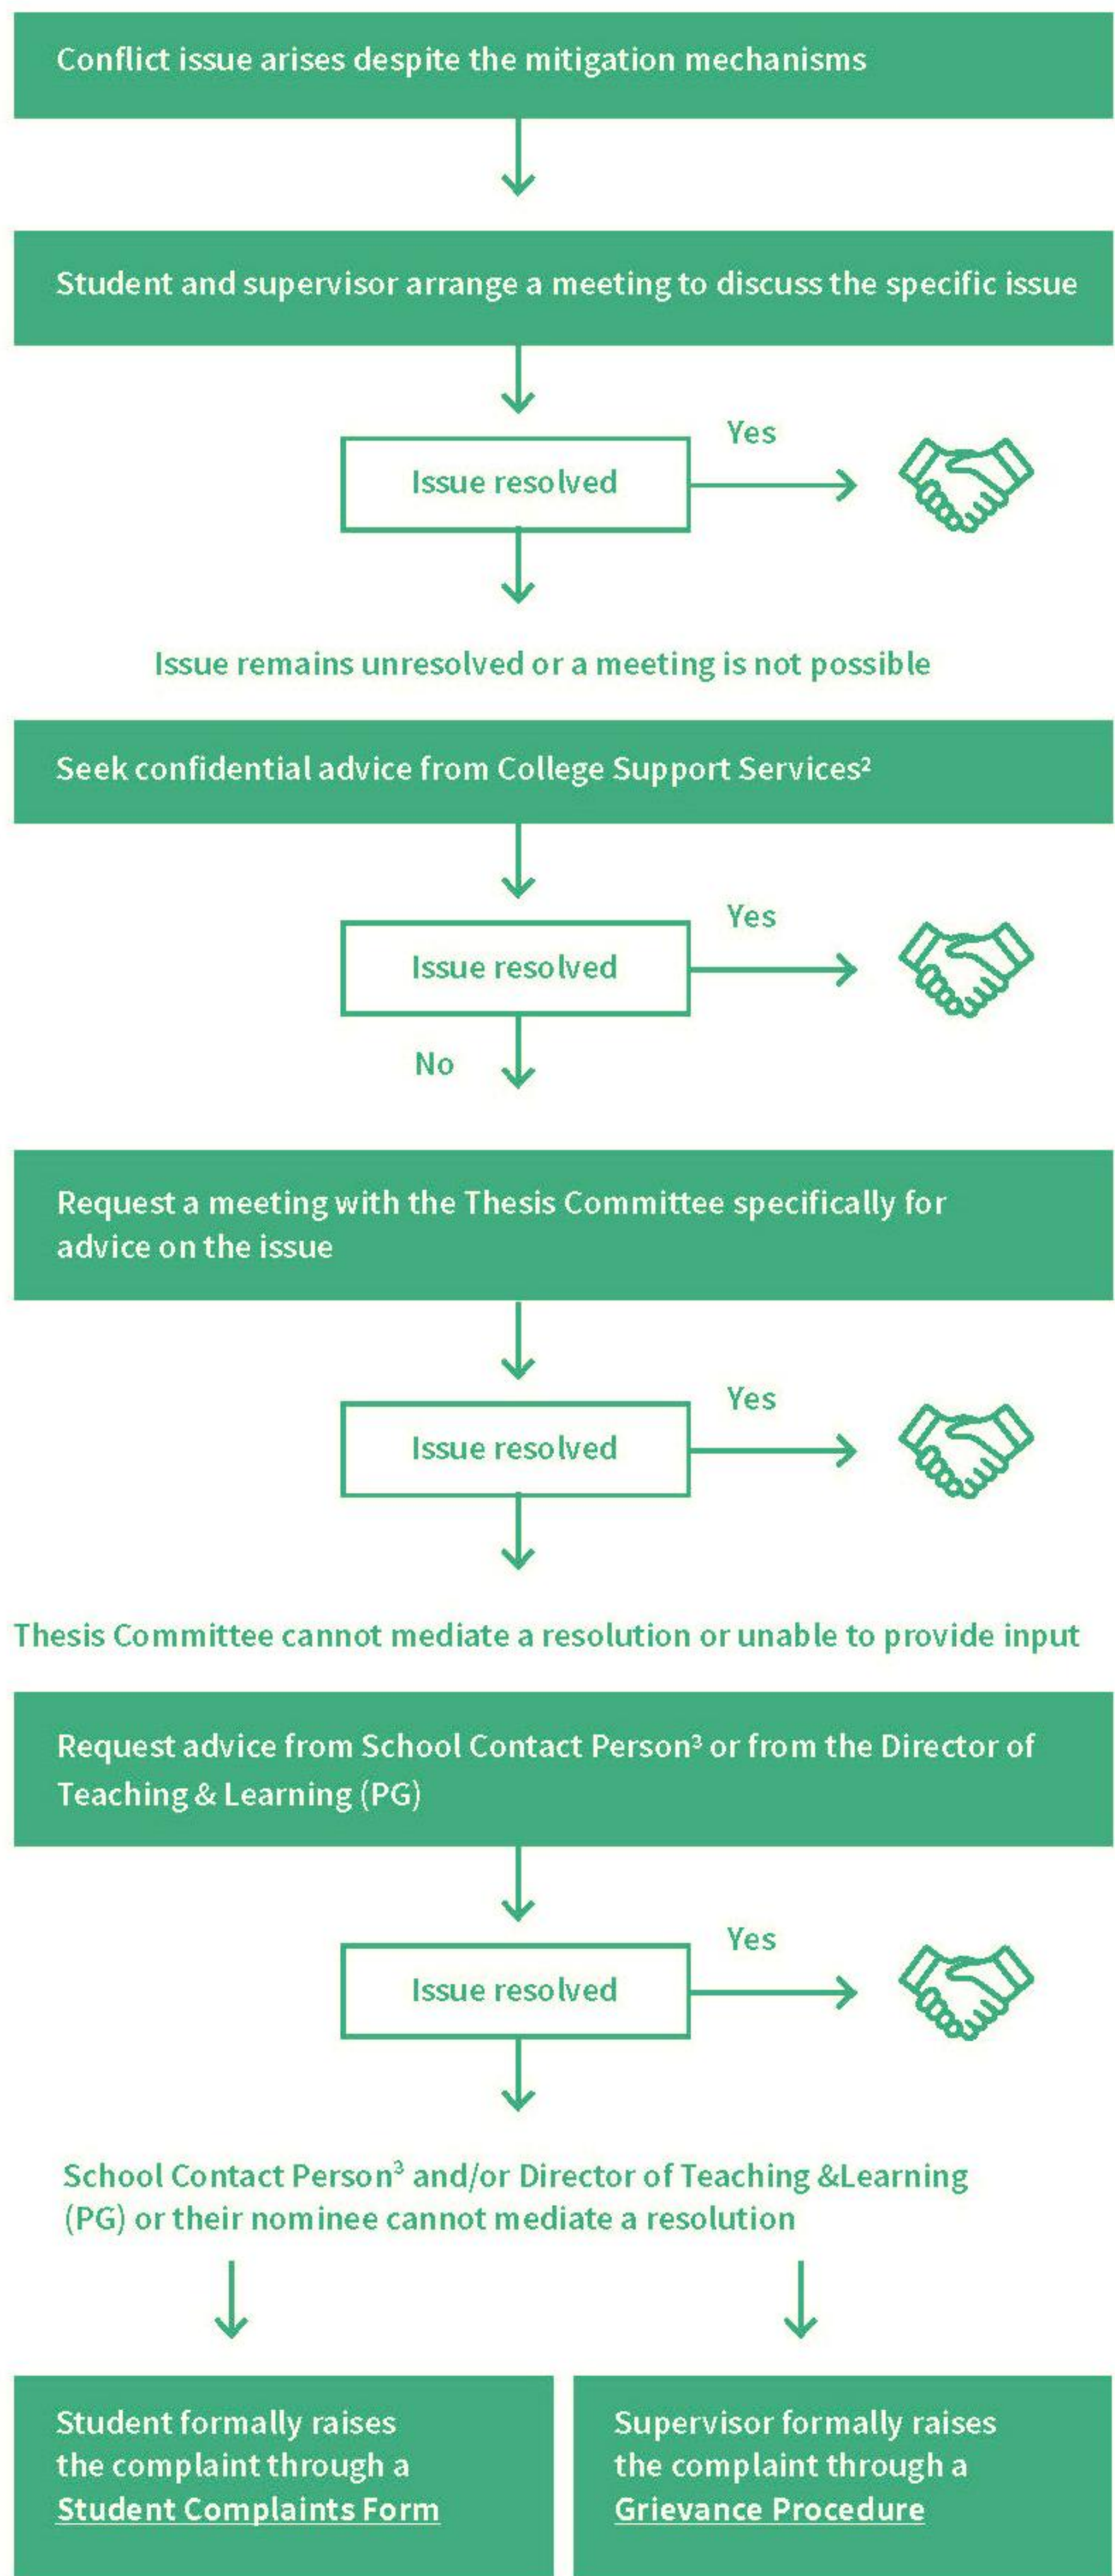 Conflict issue arises despite the mitigation mechanisms
Student and supervisor arrange a meeting to discuss the specific issue
Yes
Issue resolved
Issue remains unresolved or a meeting is not possible
Seek confidential advice from College Support Services²
Yes
Issue resolved
No
Request a meeting with the Thesis Committee specifically for
advice on the issue
Yes
Issue resolved
Thesis Committee cannot mediate a resolution or unable to provide input
Request advice from School Contact Person³ or from the Director of
Teaching & Learning (PG)
Yes
Issue resolved
School Contact Person³ and/or Director of Teaching &Learning
(PG) or their nominee cannot mediate a resolution
Student formally raises
the complaint through a
Student Complaints Form
Supervisor formally raises
the complaint through a
Grievance Procedure